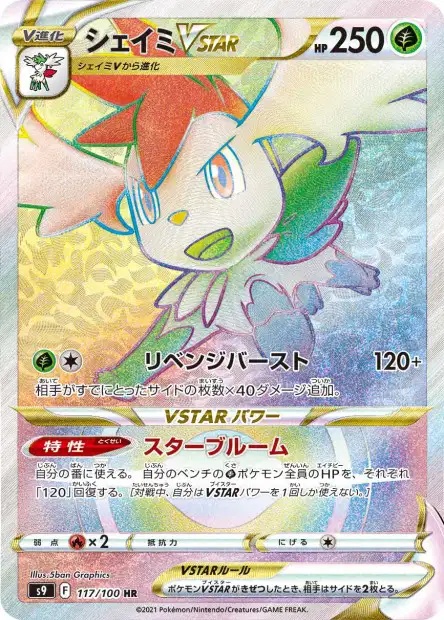 V進化
シェイミVSTAR
HP 250
シェイミVから進化
リベンジバースト 120+
相手がすでにとったサイドの枚数×40ダメージ追加。
VSTARパワー
特性 スターブルーム
自分の番に使える。自分のベンチのポケモン全員のHPを、それぞれ
「120」回復する。[対戦中、自分はVSTARパワーを1回しか使えない。]
弱点 ×2 抵抗力 にげる
Illus. 5ban Graphics
VSTARルール
s9 F 117/100 HR
VSTARポケモンがきぜつしたとき、相手はサイドを2枚とる。
©2021 Pokémon/Nintendo/Creatures/GAME FREAK.